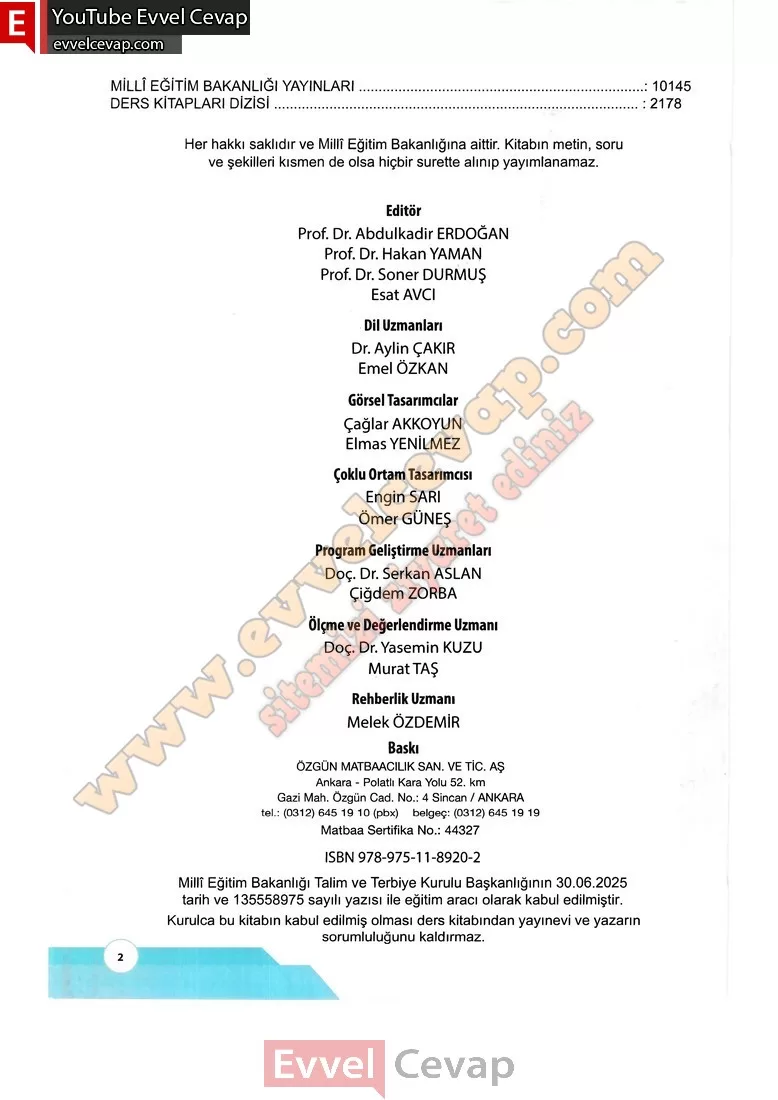 E
YouTube Evvel Cevap
evvelcevap.com
MİLLÎ EĞİTİM BAKANLIĞI YAYINLARI ........................................................................: 10145
DERS KİTAPLARI DİZİSİ ............................................................................................ : 2178
Her hakkı saklıdır ve Millî Eğitim Bakanlığına aittir. Kitabın metin, soru
ve şekilleri kısmen de olsa hiçbir surette alınıp yayımlanamaz.
Editör
Prof. Dr. Abdulkadir ERDOĞAN
Prof. Dr. Hakan YAMAN
Prof. Dr. Soner DURMUŞ
Esat AVCI
Dil Uzmanları
Dr. Aylin ÇAKIR
Emel ÖZKAN
Görsel Tasarımcılar
Çağlar AKKOYUN
Elmas YENİLMEZ
Çoklu Ortam Tasarımcısı
Engin SARI
Ömer GÜNEŞ
Program Geliştirme Uzmanları
Doç. Dr. Serkan ASLAN
Çiğdem ZORBA
Ölçme ve Değerlendirme Uzmanı
Doç. Dr. Yasemin KUZU
Murat TAŞ
Rehberlik Uzmanı
Melek ÖZDEMİR
Baskı
ÖZGÜN MATBAACILIK SAN. VE TİC. AŞ
Ankara - Polatlı Kara Yolu 52. km
Gazi Mah. Özgün Cad. No.: 4 Sincan / ANKARA
tel.: (0312) 645 19 10 (pbx) belgeç: (0312) 645 19 19
Matbaa Sertifika No.: 44327
ISBN 978-975-11-8920-2
Millî Eğitim Bakanlığı Talim ve Terbiye Kurulu Başkanlığının 30.06.2025
tarih ve 135558975 sayılı yazısı ile eğitim aracı olarak kabul edilmiştir.
Kurulca bu kitabın kabul edilmiş olması ders kitabından yayınevi ve yazarın
sorumluluğunu kaldırmaz.
2
www.evvelcevap.com
sitemizi ziyaret ediniz
Evvel Cevap